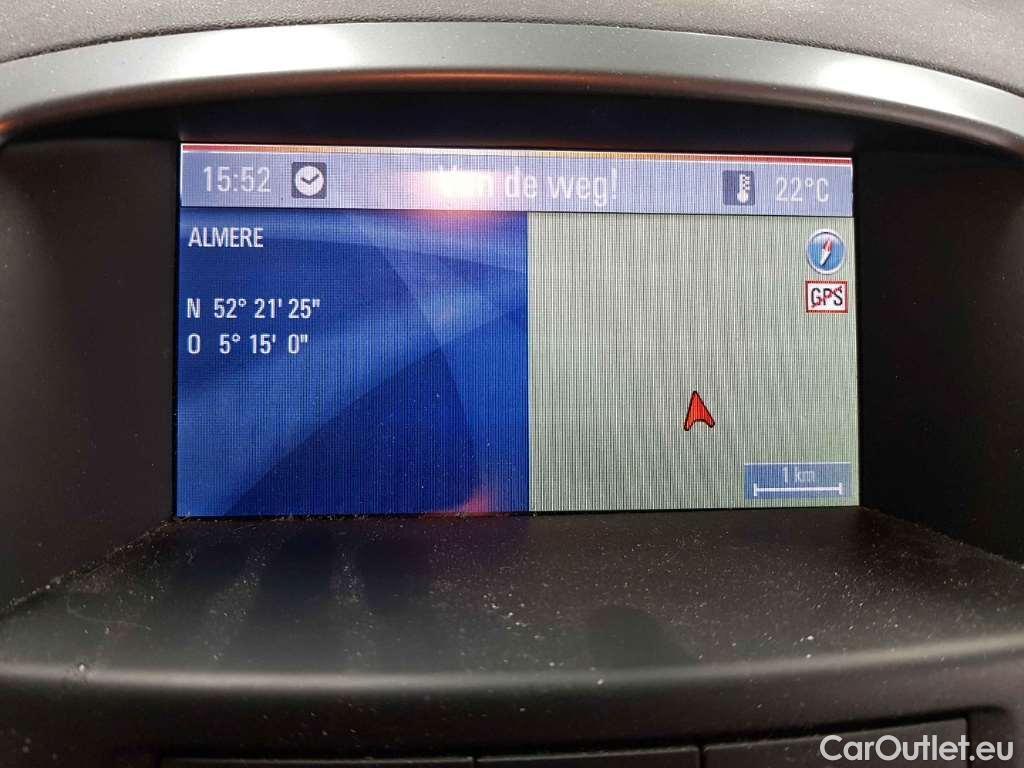 15:52 Van de weg! 22°C
ALMERE
N 52° 21' 25"
O 5° 15' 0"
GPS
1 km
CarOutlet.eu